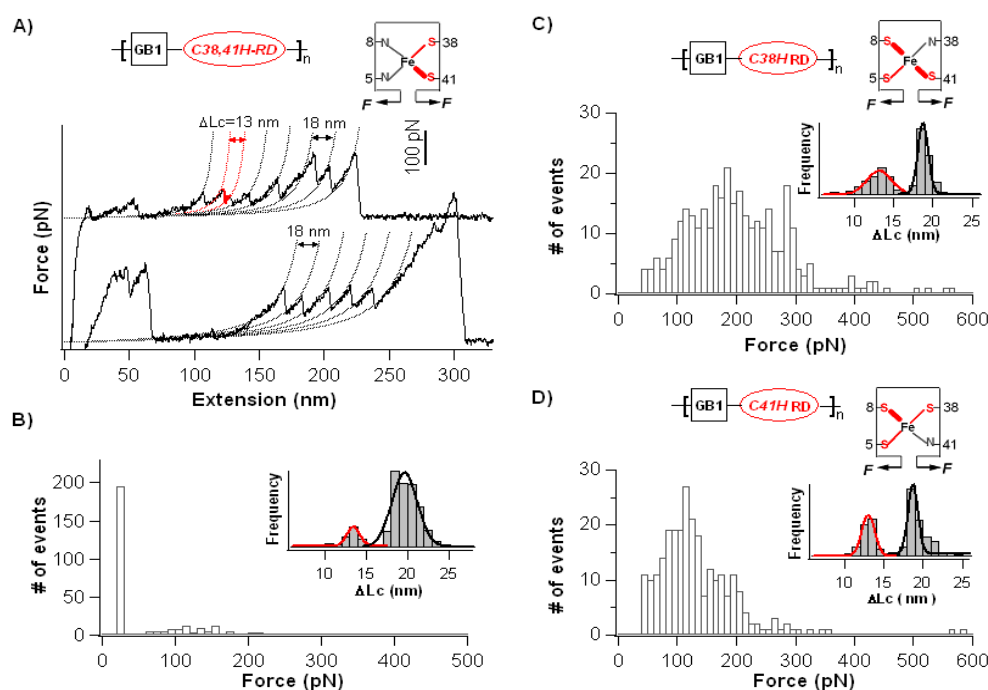 A)
[ GB1 C38,41H-RD ]n
8 N S 38
Fe
5 N S 41
F F
ΔLc=13 nm
18 nm
100 pN
18 nm
Force (pN)
0 50 100 150 200 250 300
Extension (nm)
B)
# of events
200
150
100
50
0
0 100 200 300 400 500
Force (pN)
Frequency
10 15 20 25
ΔLc (nm)
C)
[ GB1 C38H RD ]n
8 S N 38
Fe
5 S S 41
F F
# of events
30
20
10
0
0 100 200 300 400 500 600
Force (pN)
Frequency
10 15 20 25
ΔLc (nm)
D)
[ GB1 C41H RD ]n
8 S S 38
Fe
5 S N 41
F F
# of events
30
20
10
0
0 100 200 300 400 500 600
Force (pN)
Frequency
10 15 20 25
ΔLc ( nm )